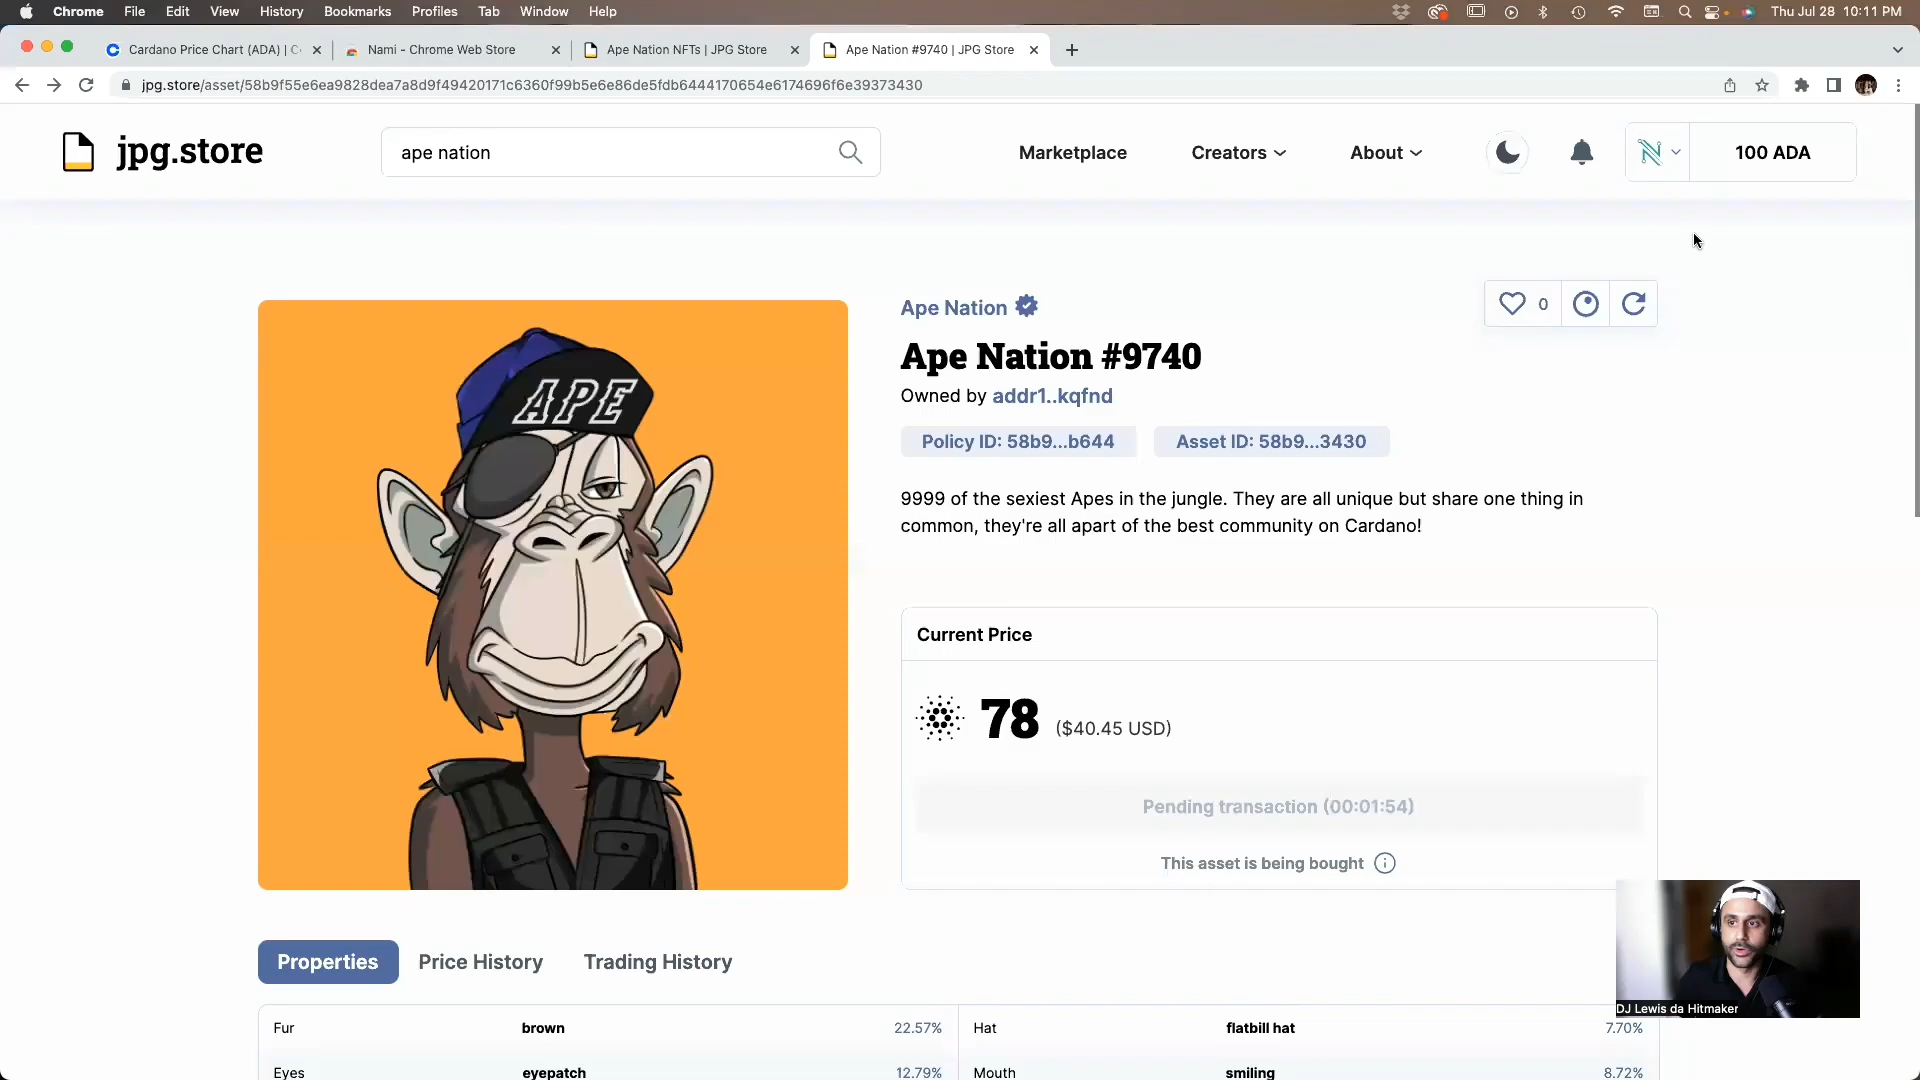 Chrome File Edit View History Bookmarks Profiles Tab Window Help Thu Jul 28 10:11 PM
Cardano Price Chart (ADA) | C Nami - Chrome Web Store Ape Nation NFTs | JPG Store Ape Nation #9740 | JPG Store
jpg.store/asset/58b9f55e6ea9828dea7a8d9f49420171c6360f99b5e6e86de5fdb6444170654e6174696f6e39373430
jpg.store ape nation Marketplace Creators About 100 ADA
Ape Nation
0
Ape Nation #9740
Owned by addr1..kqfnd
Policy ID: 58b9...b644 Asset ID: 58b9...3430
9999 of the sexiest Apes in the jungle. They are all unique but share one thing in
common, they're all apart of the best community on Cardano!
APE
Current Price
78 ($40.45 USD)
Pending transaction (00:01:54)
This asset is being bought
Properties Price History Trading History
DJ Lewis da Hitmaker
Fur brown 22.57% Hat flatbill hat 7.70%
Eyes eyepatch 12.79% Mouth smiling 8.72%